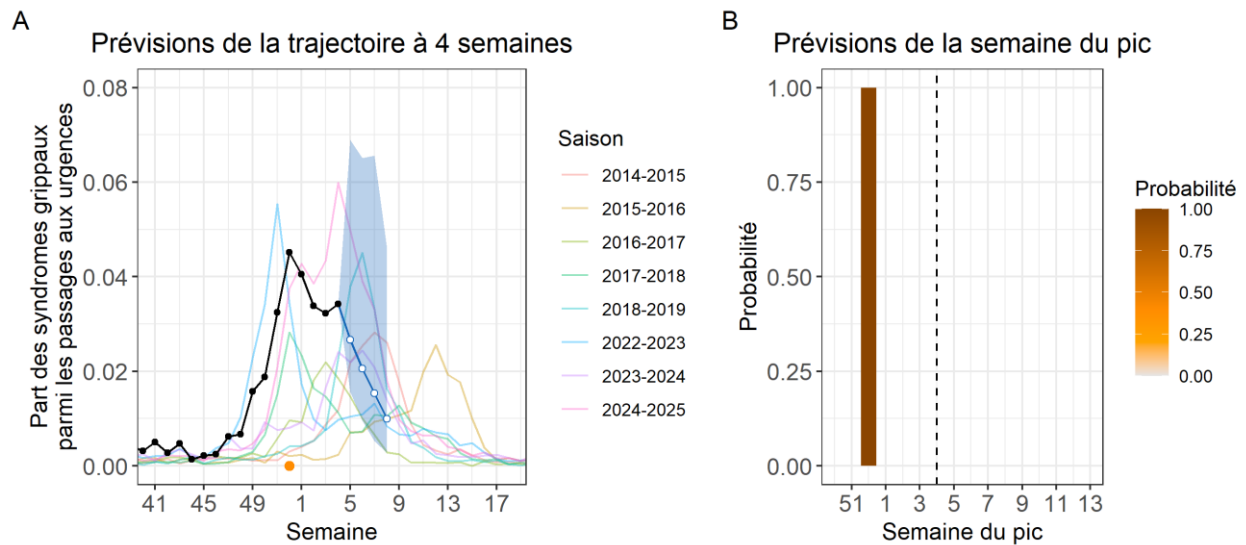 A
Prévisions de la trajectoire à 4 semaines
Part des syndromes grippaux
parmi les passages aux urgences
0.08
0.06
0.04
0.02
0.00
41 45 49 1 5 9 13 17
Semaine
Saison
2014-2015
2015-2016
2016-2017
2017-2018
2018-2019
2022-2023
2023-2024
2024-2025
B
Prévisions de la semaine du pic
Probabilité
1.00
0.75
0.50
0.25
0.00
51 1 3 5 7 9 11 13
Semaine du pic
Probabilité
1.00
0.75
0.50
0.25
0.00